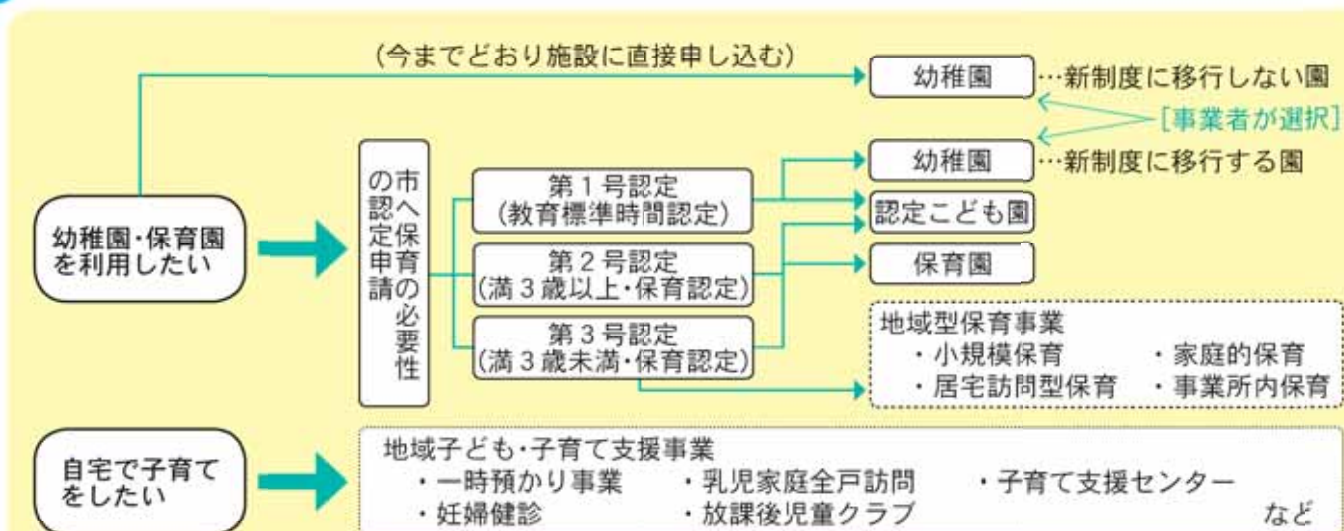 (今までどおり施設に直接申し込む)
幼稚園
…新制度に移行しない園
[事業者が選択]
幼稚園
…新制度に移行する園
幼稚園・保育園
を利用したい
市へ保育の必要性
の認定申請
第1号認定
(教育標準時間認定)
第2号認定
(満3歳以上・保育認定)
第3号認定
(満3歳未満・保育認定)
認定こども園
保育園
地域型保育事業
・小規模保育 ・家庭的保育
・居宅訪問型保育 ・事業所内保育
自宅で子育て
をしたい
地域子ども・子育て支援事業
・一時預かり事業 ・乳児家庭全戸訪問 ・子育て支援センター
・妊婦健診 ・放課後児童クラブ など